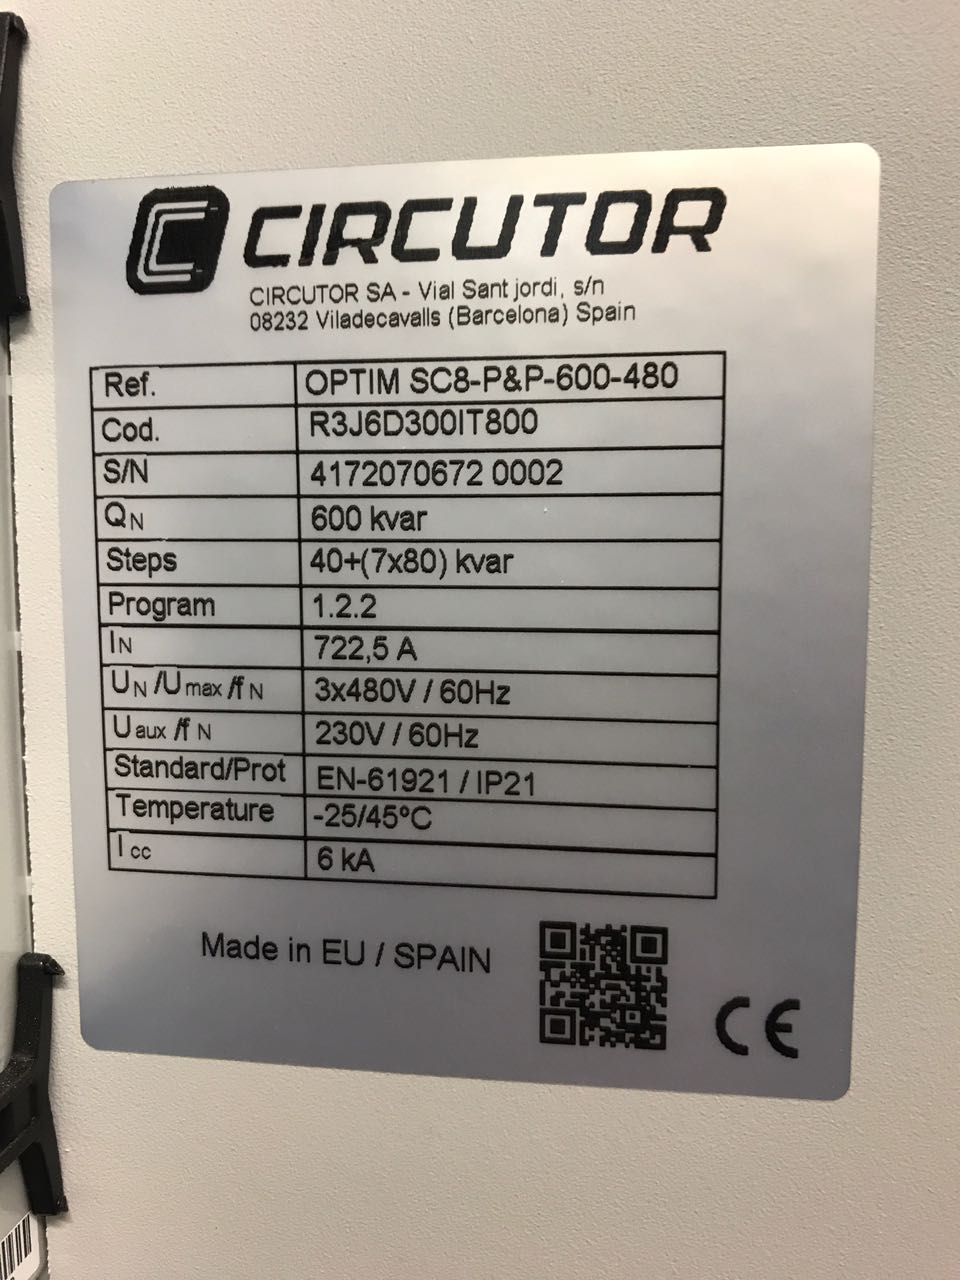 CIRCUTOR
CIRCUTOR SA - Vial Sant jordi, s/n
08232 Viladecavalls (Barcelona) Spain
Ref. OPTIM SC8-P&P-600-480
Cod. R3J6D300IT800
S/N 4172070672 0002
QN 600 kvar
Steps 40+(7x80) kvar
Program 1.2.2
IN 722,5 A
UN /Umax/fN 3x480V / 60Hz
Uaux /fN 230V / 60Hz
Standard/Prot EN-61921 / IP21
Temperature -25/45ºC
Icc 6 kA
Made in EU / SPAIN
CE